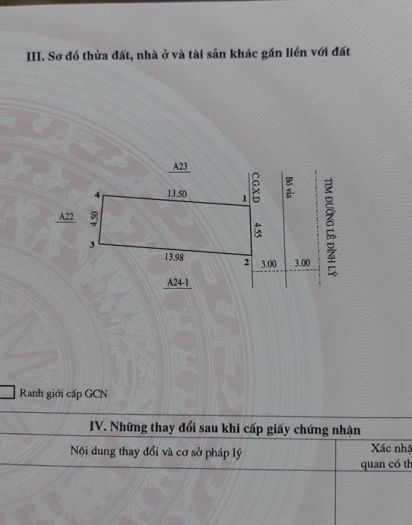 III. Sơ đồ thửa đất, nhà ở và tài sản khác gắn liền với đất
A23
C.G.X.D
Bó vỉa
TIM ĐƯỜNG LÊ ĐÌNH LÝ
4
13.50
1
A22
4.50
4.55
3
13.98
2
3.00
3.00
A24-1
Ranh giới cấp GCN
IV. Những thay đổi sau khi cấp giấy chứng nhận
Nội dung thay đổi và cơ sở pháp lý
Xác nhậ
quan có th